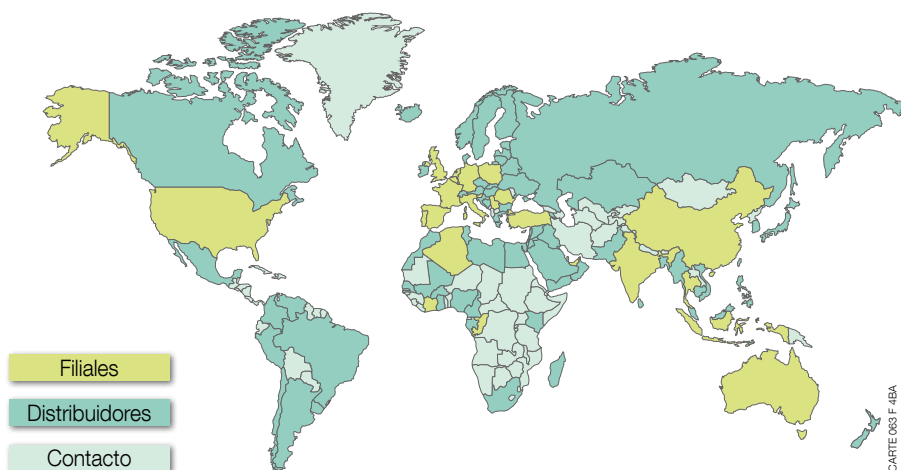 Filiales
Distribuidores
Contacto
CARTE 063 F 4BA